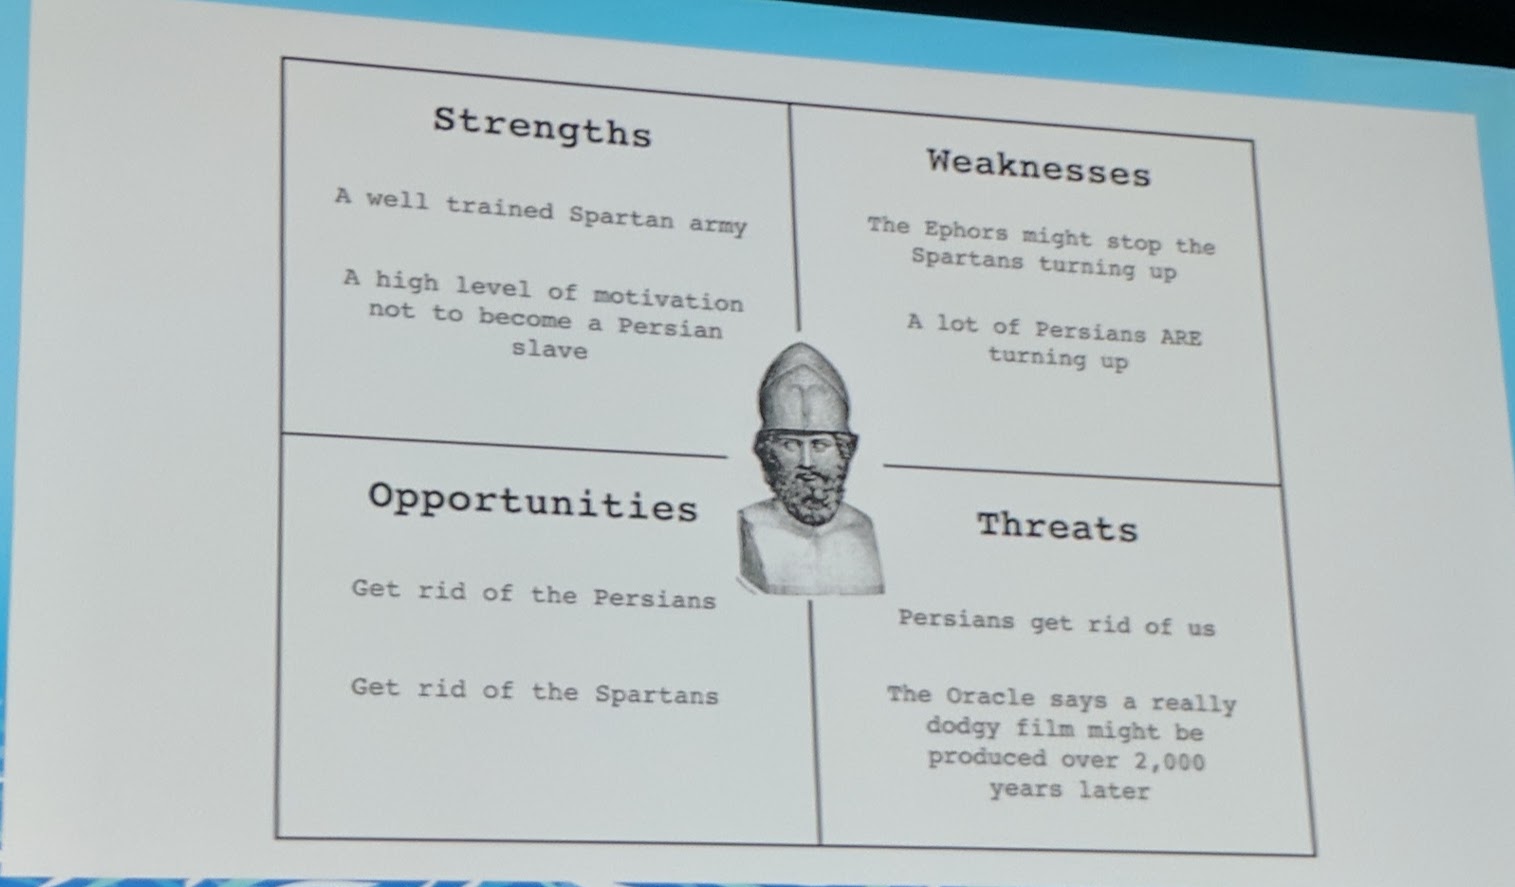 Strengths
A well trained Spartan army
A high level of motivation
not to become a Persian
slave
Weaknesses
The Ephors might stop the
Spartans turning up
A lot of Persians ARE
turning up
Opportunities
Get rid of the Persians
Get rid of the Spartans
Threats
Persians get rid of us
The Oracle says a really
dodgy film might be
produced over 2,000
years later